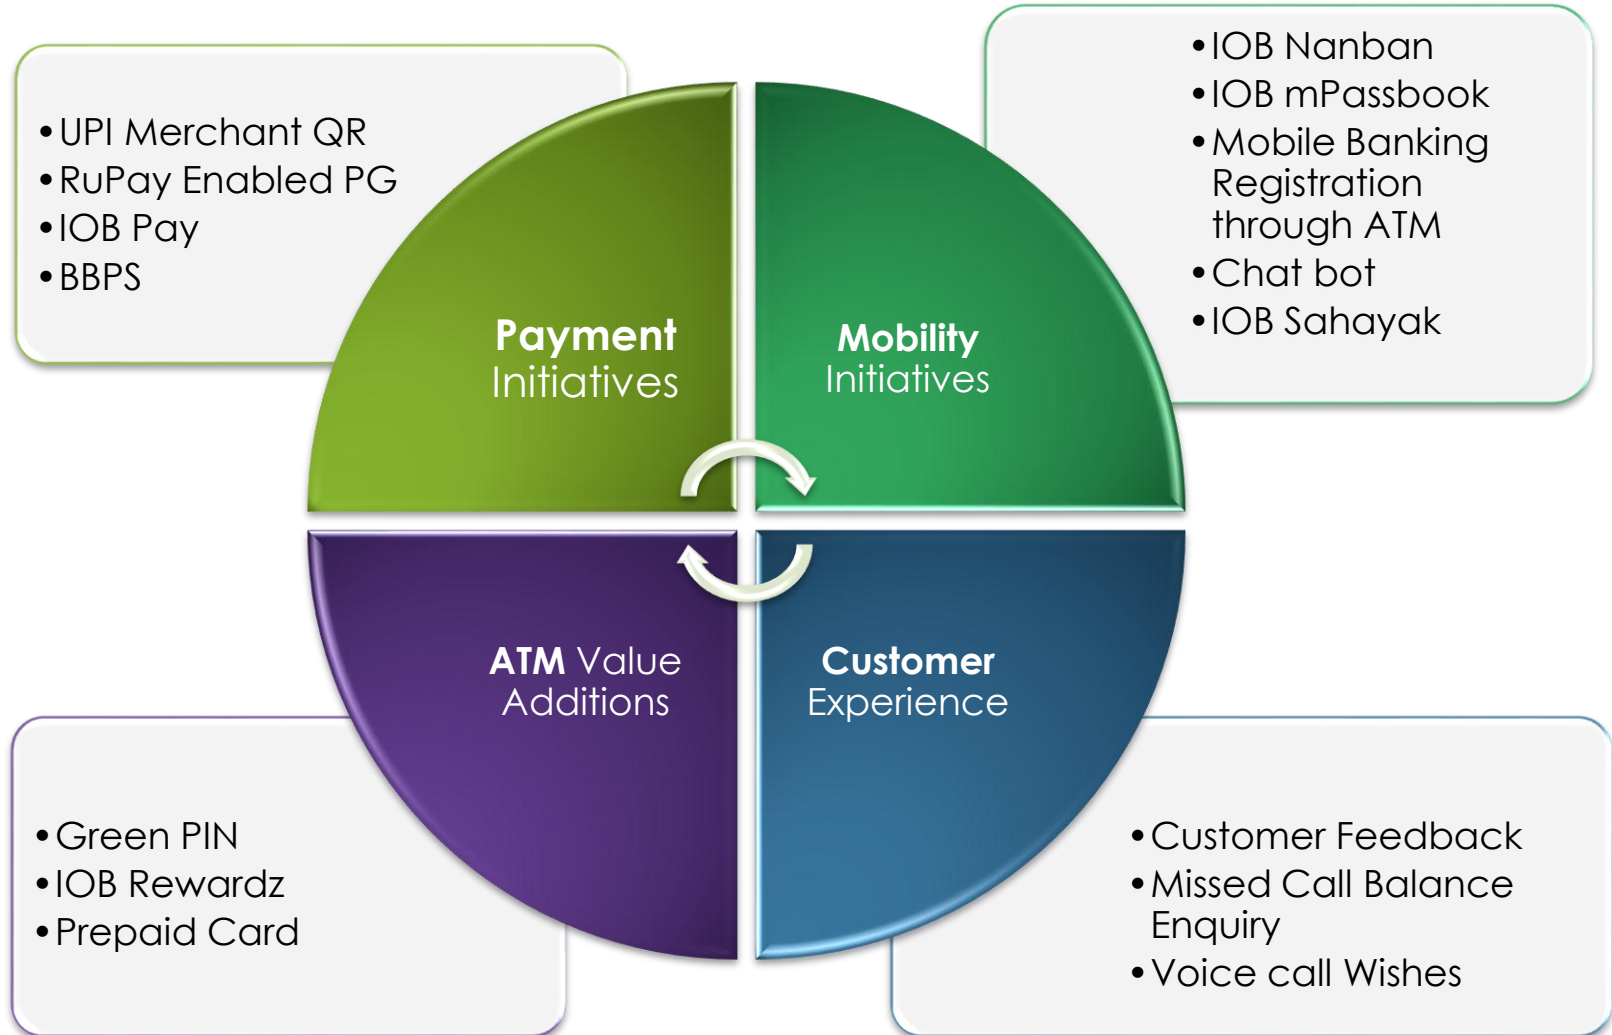 •UPI Merchant QR
•RuPay Enabled PG
•IOB Pay
•BBPS
Payment
Initiatives
•IOB Nanban
•IOB mPassbook
•Mobile Banking
Registration
through ATM
•Chat bot
•IOB Sahayak
Mobility
Initiatives
ATM Value
Additions
•Green PIN
•IOB Rewardz
•Prepaid Card
Customer
Experience
•Customer Feedback
•Missed Call Balance
Enquiry
•Voice call Wishes